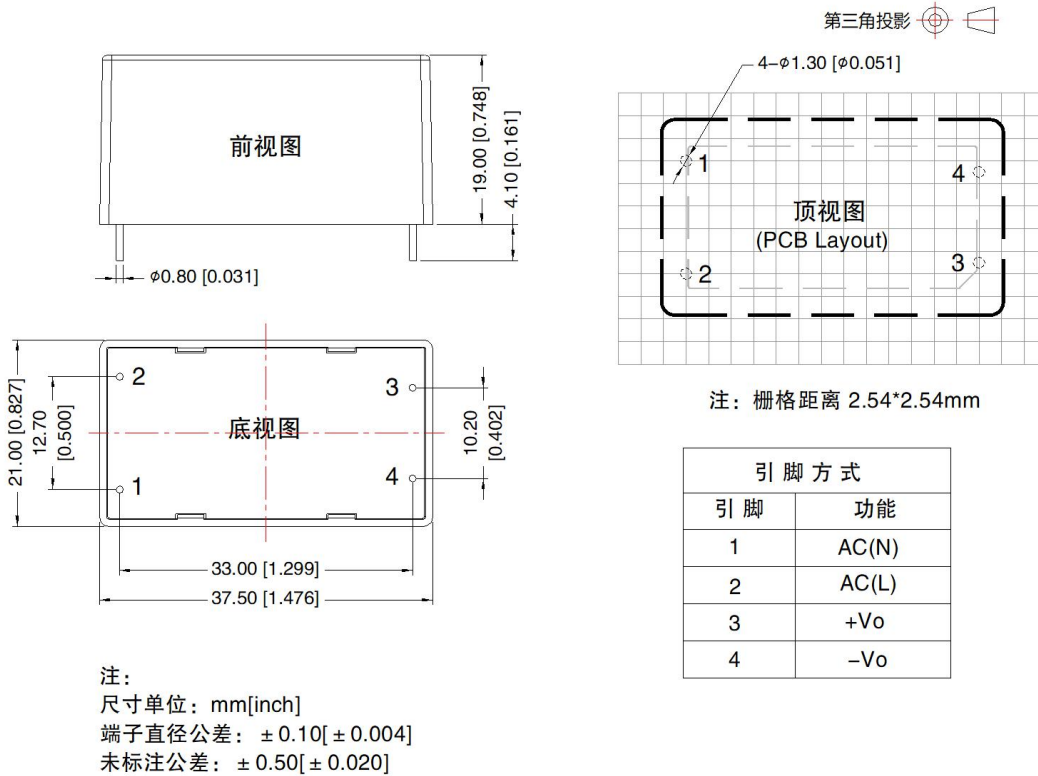 第三角投影
4-φ1.30 [φ0.051]
前视图
19.00 [0.748]
4.10 [0.161]
φ0.80 [0.031]
1
4
顶视图
(PCB Layout)
2
3
注：栅格距离 2.54*2.54mm
21.00 [0.827]
12.70
[0.500]
2
3
底视图
1
4
10.20
[0.402]
33.00 [1.299]
37.50 [1.476]
引 脚 方 式
引 脚 功能
1 AC(N)
2 AC(L)
3 +Vo
4 −Vo
注：
尺寸单位：mm[inch]
端子直径公差：±0.10[±0.004]
未标注公差：±0.50[±0.020]